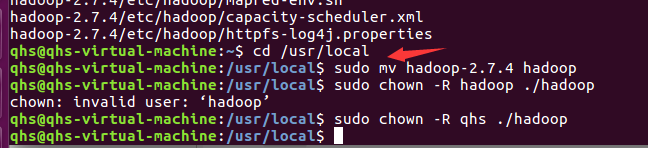 hadoop-2.7.4/etc/hadoop/mapred-env.sh
hadoop-2.7.4/etc/hadoop/capacity-scheduler.xml
hadoop-2.7.4/etc/hadoop/httpfs-log4j.properties
qhs@qhs-virtual-machine:~$ cd /usr/local
qhs@qhs-virtual-machine:/usr/local$ sudo mv hadoop-2.7.4 hadoop
qhs@qhs-virtual-machine:/usr/local$ sudo chown -R hadoop ./hadoop
chown: invalid user: ‘hadoop’
qhs@qhs-virtual-machine:/usr/local$ sudo chown -R qhs ./hadoop
qhs@qhs-virtual-machine:/usr/local$